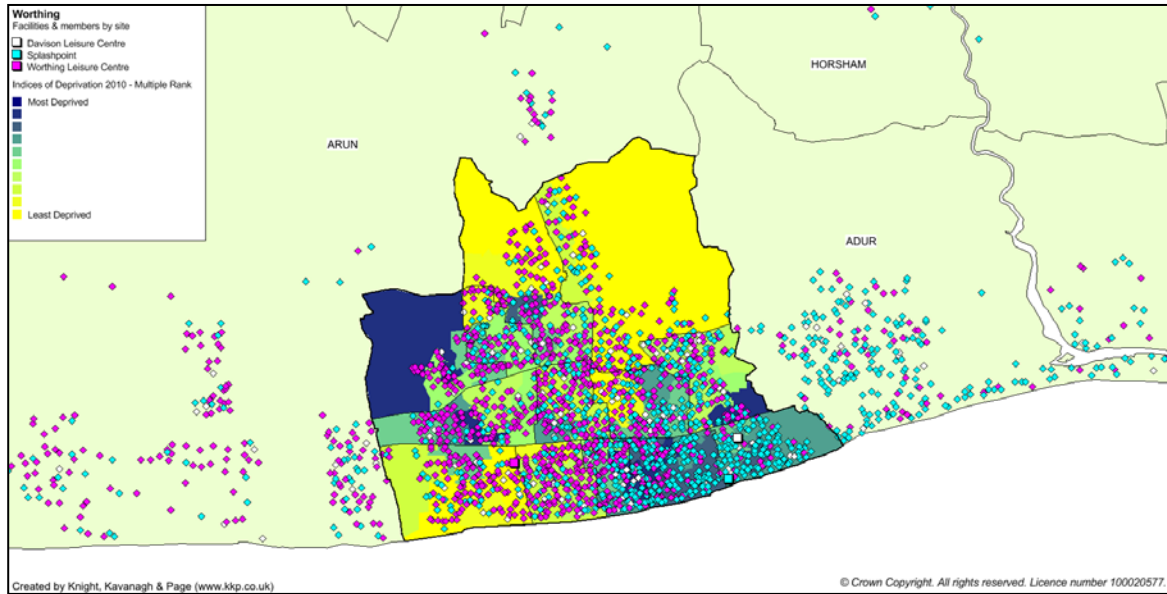 Worthing
Facilities & members by site
Davison Leisure Centre
Splashpoint
Worthing Leisure Centre
Indices of Deprivation 2010 - Multiple Rank
Most Deprived
Least Deprived
HORSHAM
ARUN
ADUR
Created by Knight, Kavanagh & Page (www.kkp.co.uk)
© Crown Copyright. All rights reserved. Licence number 100020577.